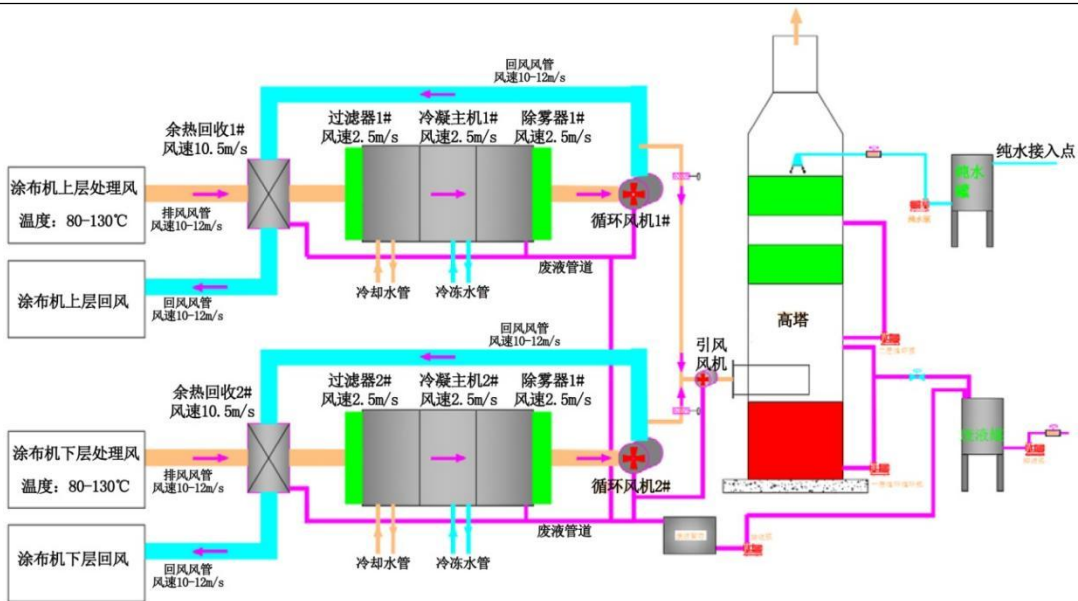 回风风管
风速10-12m/s
过滤器1#
风速2.5m/s
冷凝主机1#
风速2.5m/s
除雾器1#
风速2.5m/s
余热回收1#
风速10.5m/s
涂布机上层处理风
温度：80-130℃
排风风管
风速10-12m/s
循环风机1#
废液管道
冷却水管
冷冻水管
涂布机上层回风
回风风管
风速10-12m/s
纯水接入点
纯水罐
高塔
引风
风机
回风风管
风速10-12m/s
过滤器2#
风速2.5m/s
冷凝主机2#
风速2.5m/s
除雾器1#
风速2.5m/s
余热回收2#
风速10.5m/s
涂布机下层处理风
温度：80-130℃
排风风管
风速10-12m/s
循环风机2#
废液管道
冷却水管
冷冻水管
涂布机下层回风
回风风管
风速10-12m/s